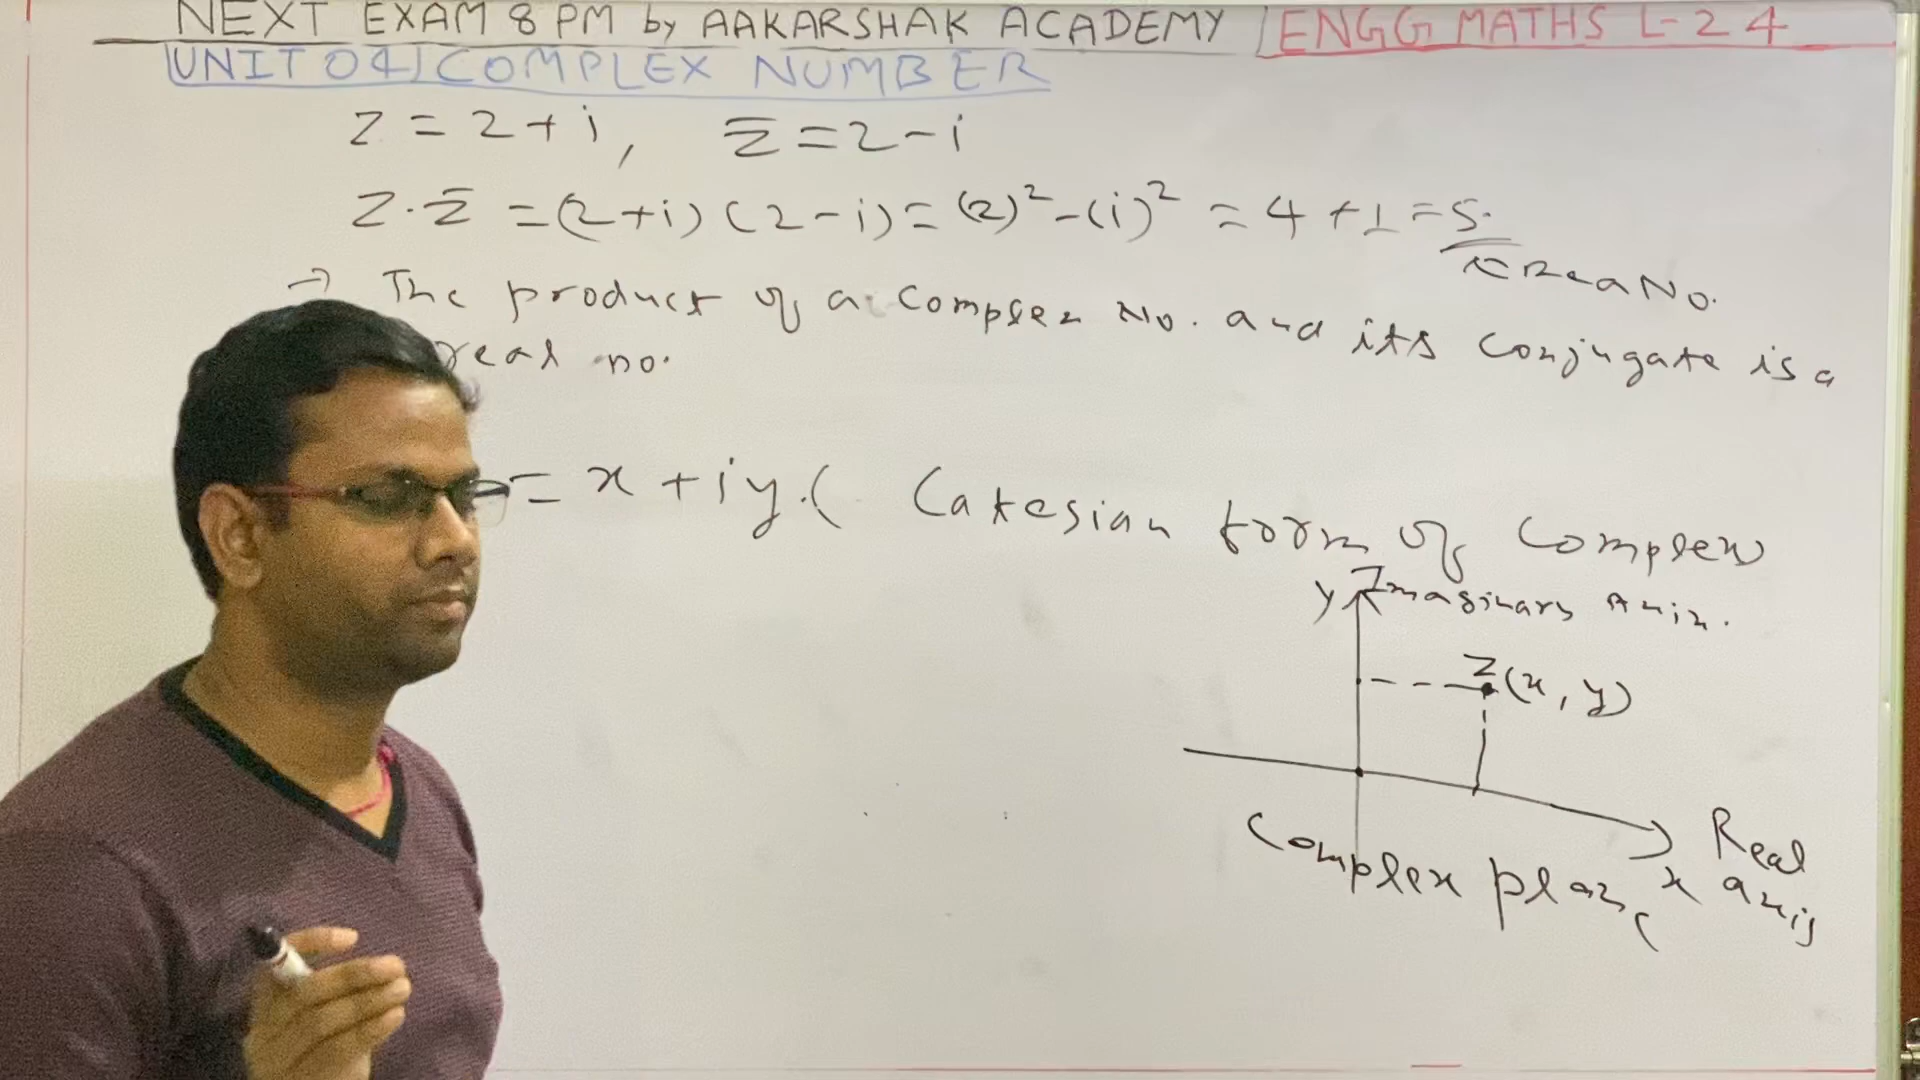 NEXT EXAM 8 PM by AAKARSHAK ACADEMY ENGG MATHS L-24
UNIT 04 COMPLEX NUMBER
z = 2 + i, z̅ = 2 - i
z · z̅ = (2 + i) (2 - i) = (2)² - (i)² = 4 + 1 = 5.
No.
→ The product of a complex No. and its conjugate is a
real no.
= x + iy. ( Catesian form of Complex
y Imaginary Axis.
z (x, y)
Real
x axis
Complex plane